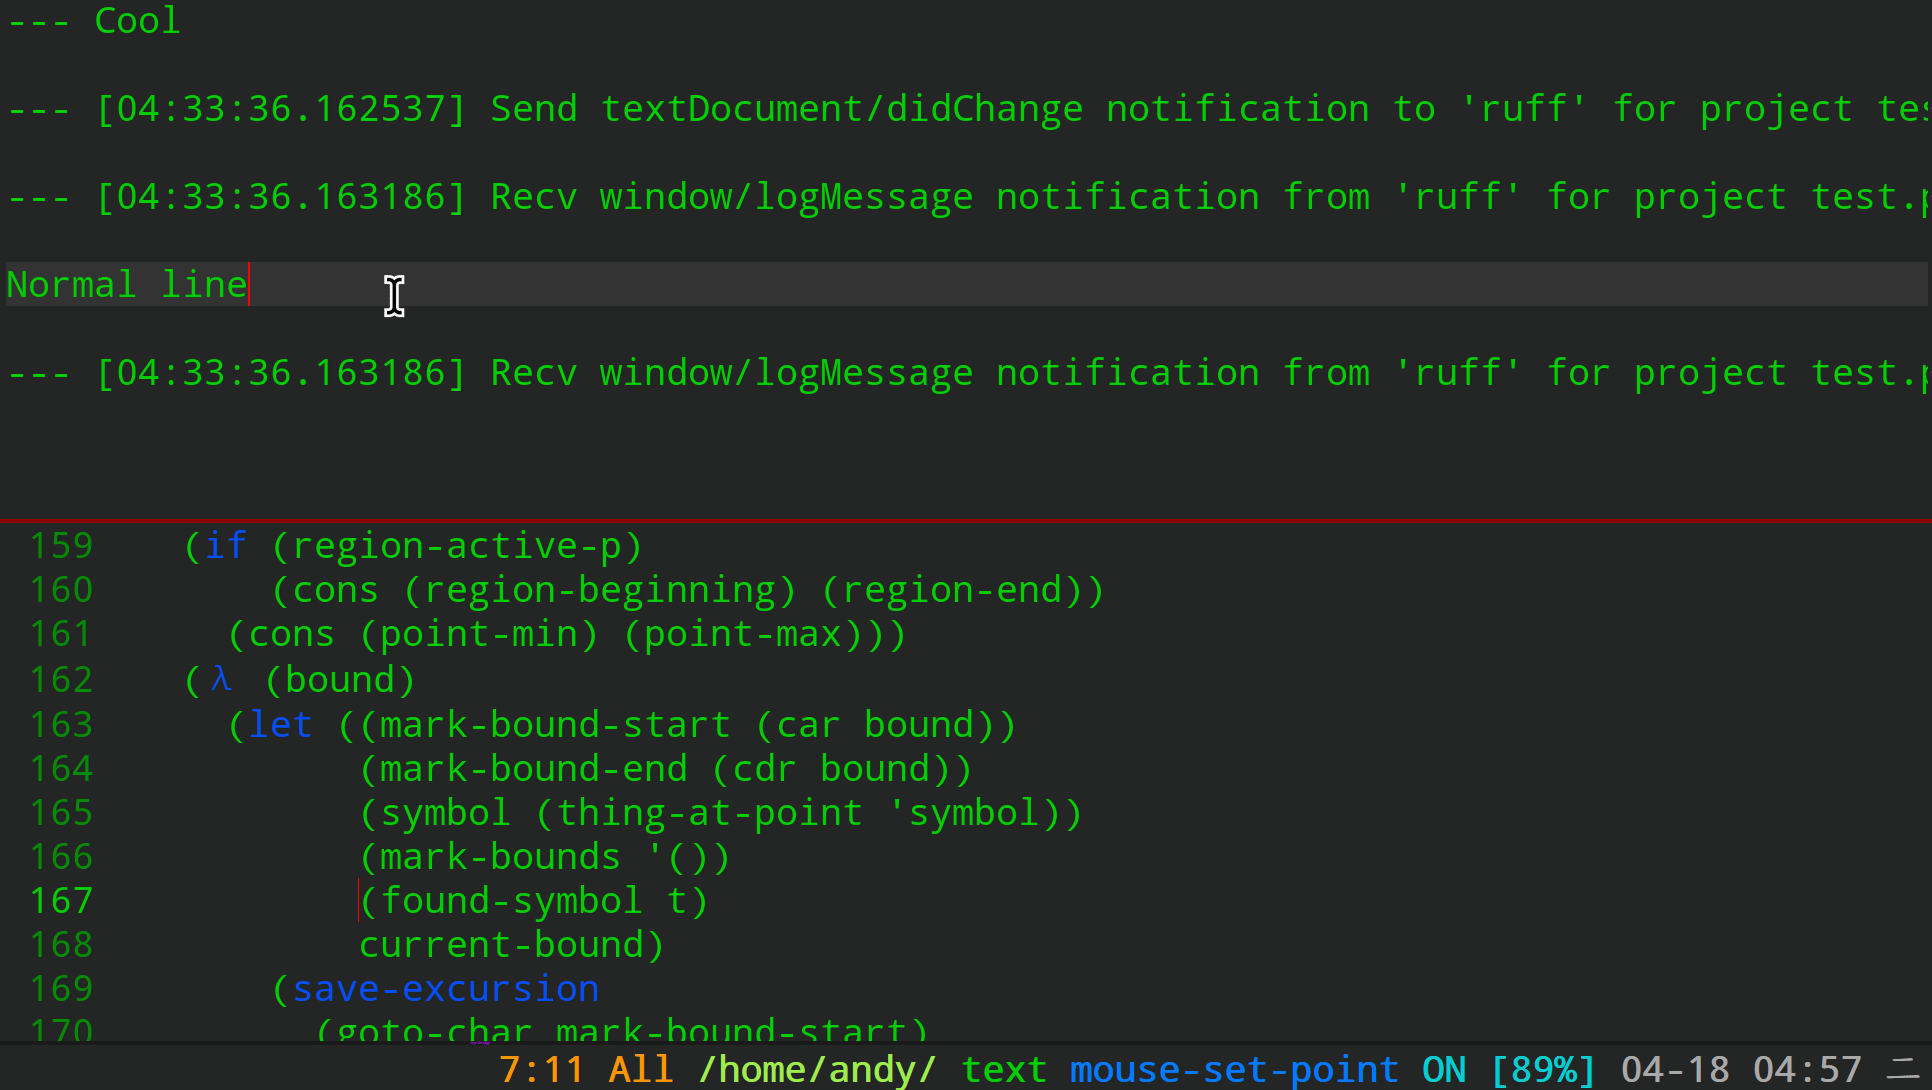 --- Cool
--- [04:33:36.162537] Send textDocument/didChange notification to 'ruff' for project tes
--- [04:33:36.163186] Recv window/logMessage notification from 'ruff' for project test.p
Normal line
--- [04:33:36.163186] Recv window/logMessage notification from 'ruff' for project test.p
159    (if (region-active-p)
160        (cons (region-beginning) (region-end))
161      (cons (point-min) (point-max)))
162    (λ (bound)
163      (let ((mark-bound-start (car bound))
164            (mark-bound-end (cdr bound))
165            (symbol (thing-at-point 'symbol))
166            (mark-bounds '())
167            (found-symbol t)
168            current-bound)
169        (save-excursion
170          (goto-char mark-bound-start)
7:11 All /home/andy/ text mouse-set-point ON [89%] 04-18 04:57 二